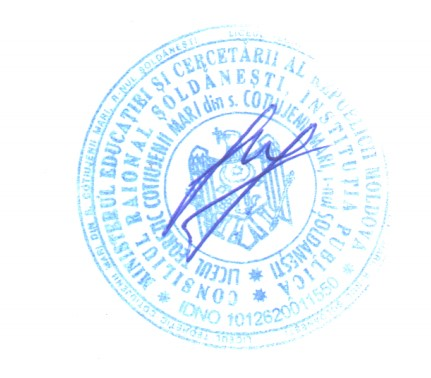 MINISTERUL EDUCAȚIEI ȘI CERCETĂRII AL REPUBLICII MOLDOVA
CONSILIUL RAIONAL ȘOLDĂNEȘTI, INSTITUȚIA PUBLICĂ
LICEUL TEORETIC COTIUJENII MARI din s. COTIUJENII MARI r-nul ȘOLDĂNEȘTI
* IDNO 1012620011550 *